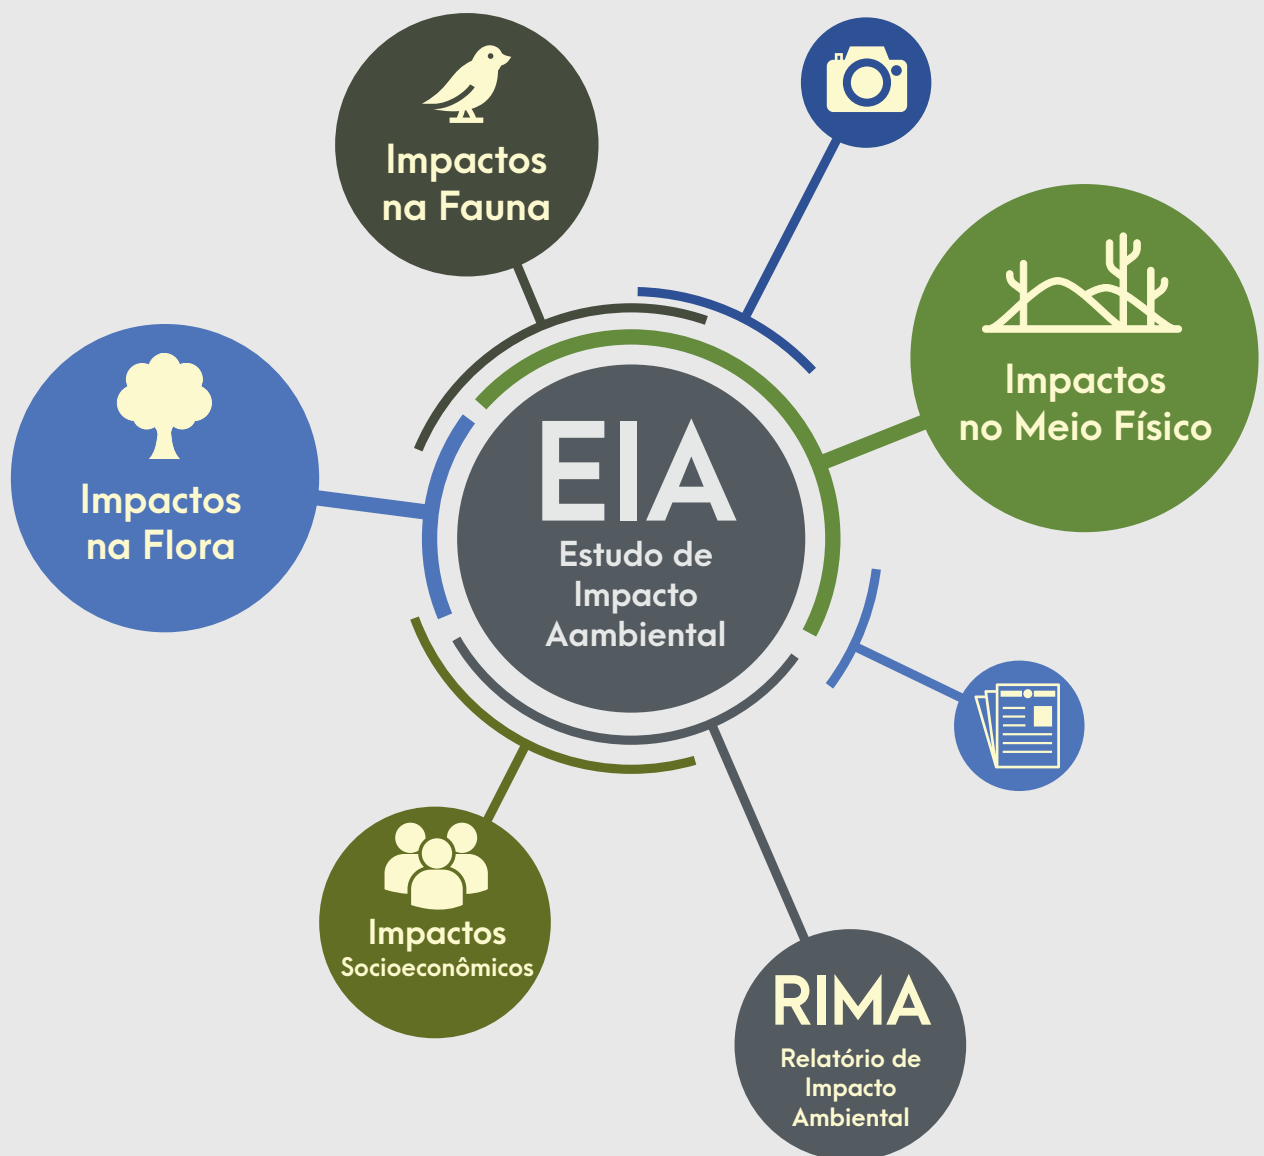 Impactos
na Fauna
Impactos
no Meio Físico
Impactos
na Flora
EIA
Estudo de
Impacto
Aambiental
Impactos
Socioeconômicos
RIMA
Relatório de
Impacto
Ambiental